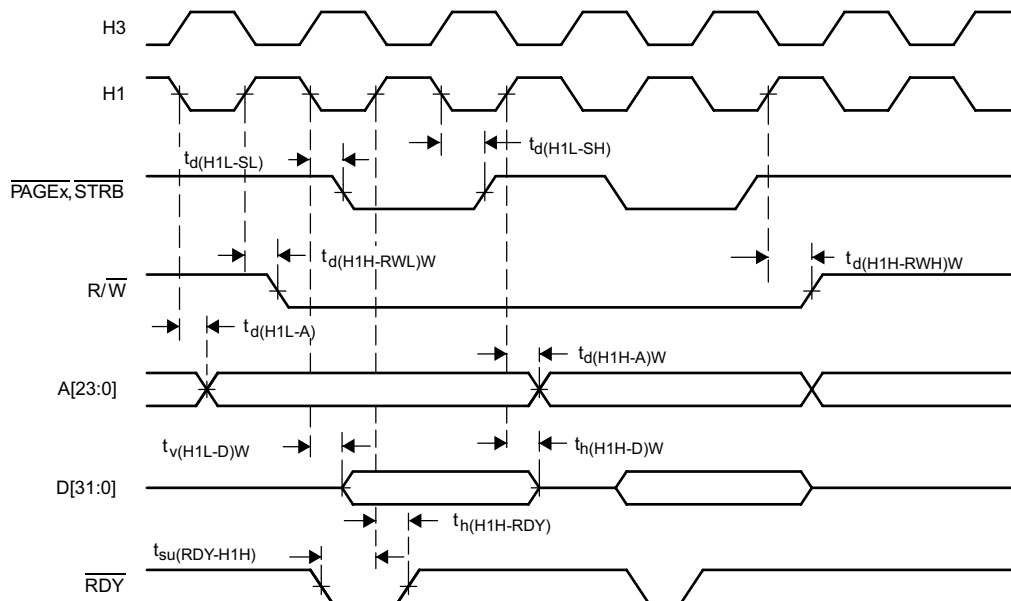 H3
H1
td(H1L-SL)
td(H1L-SH)
PAGEx, STRB
td(H1H-RWL)W
td(H1H-RWH)W
R/W
td(H1L-A)
td(H1H-A)W
A[23:0]
tv(H1L-D)W
th(H1H-D)W
D[31:0]
th(H1H-RDY)
tsu(RDY-H1H)
RDY